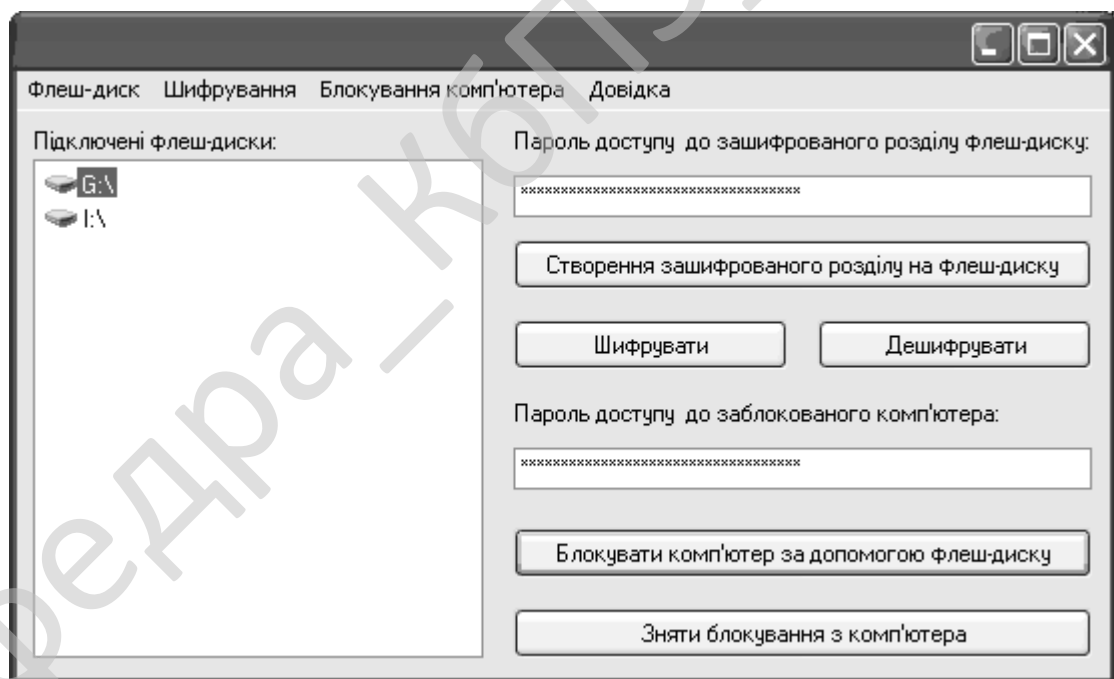 Флеш-диск Шифрування Блокування комп'ютера Довідка
Підключені флеш-диски:
G:\
I:\
Пароль доступу до зашифрованого розділу флеш-диску:
***********************************
Створення зашифрованого розділу на флеш-диску
Шифрувати Дешифрувати
Пароль доступу до заблокованого комп'ютера:
***********************************
Блокувати комп'ютер за допомогою флеш-диску
Зняти блокування з комп'ютера